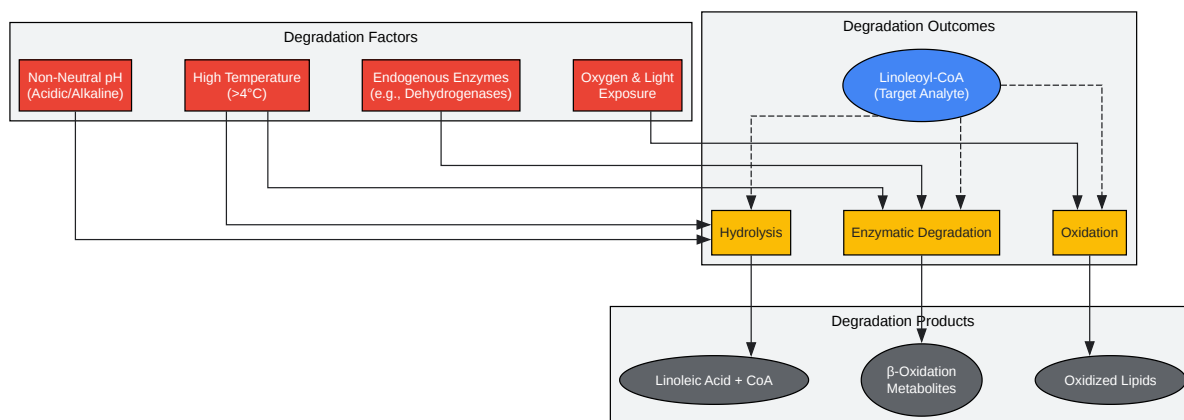 Degradation Factors
Non-Neutral pH
(Acidic/Alkaline)
High Temperature
(>4°C)
Endogenous Enzymes
(e.g., Dehydrogenases)
Oxygen & Light
Exposure
Degradation Outcomes
Linoleoyl-CoA
(Target Analyte)
Hydrolysis
Enzymatic Degradation
Oxidation
Degradation Products
Linoleic Acid + CoA
β-Oxidation
Metabolites
Oxidized Lipids